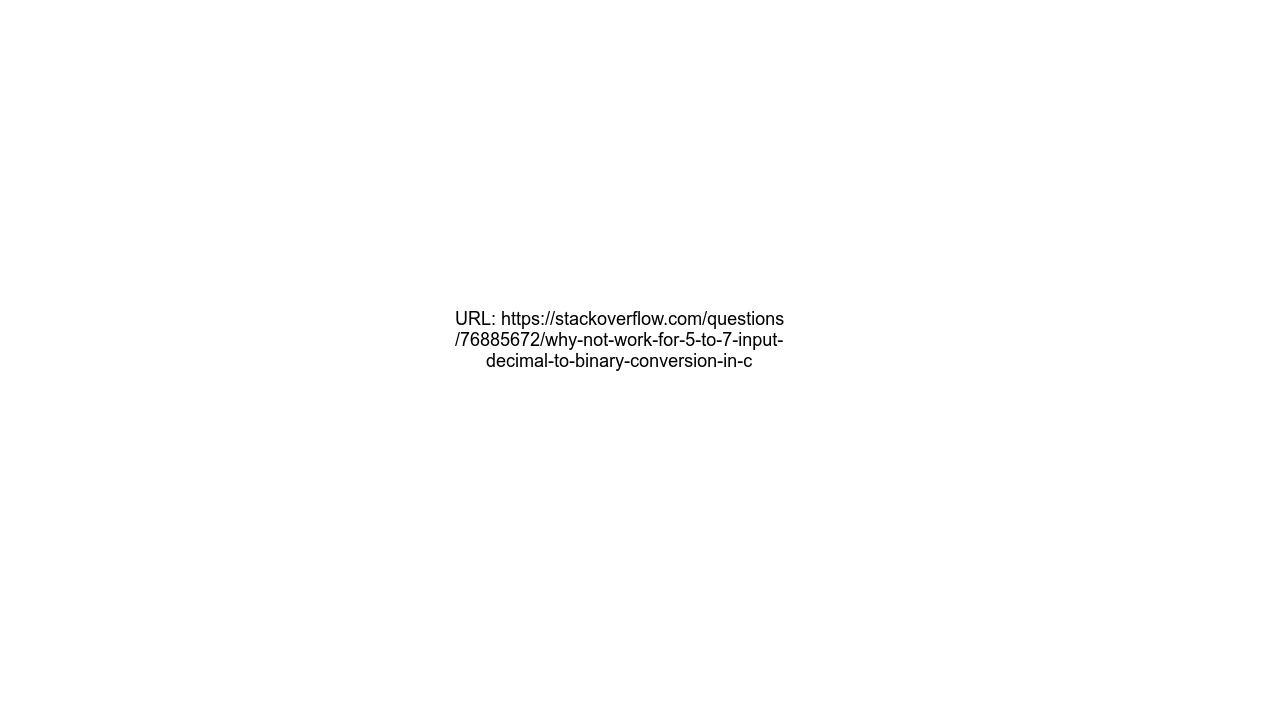 URL: https://stackoverflow.com/questions
/76885672/why-not-work-for-5-to-7-input-
decimal-to-binary-conversion-in-c